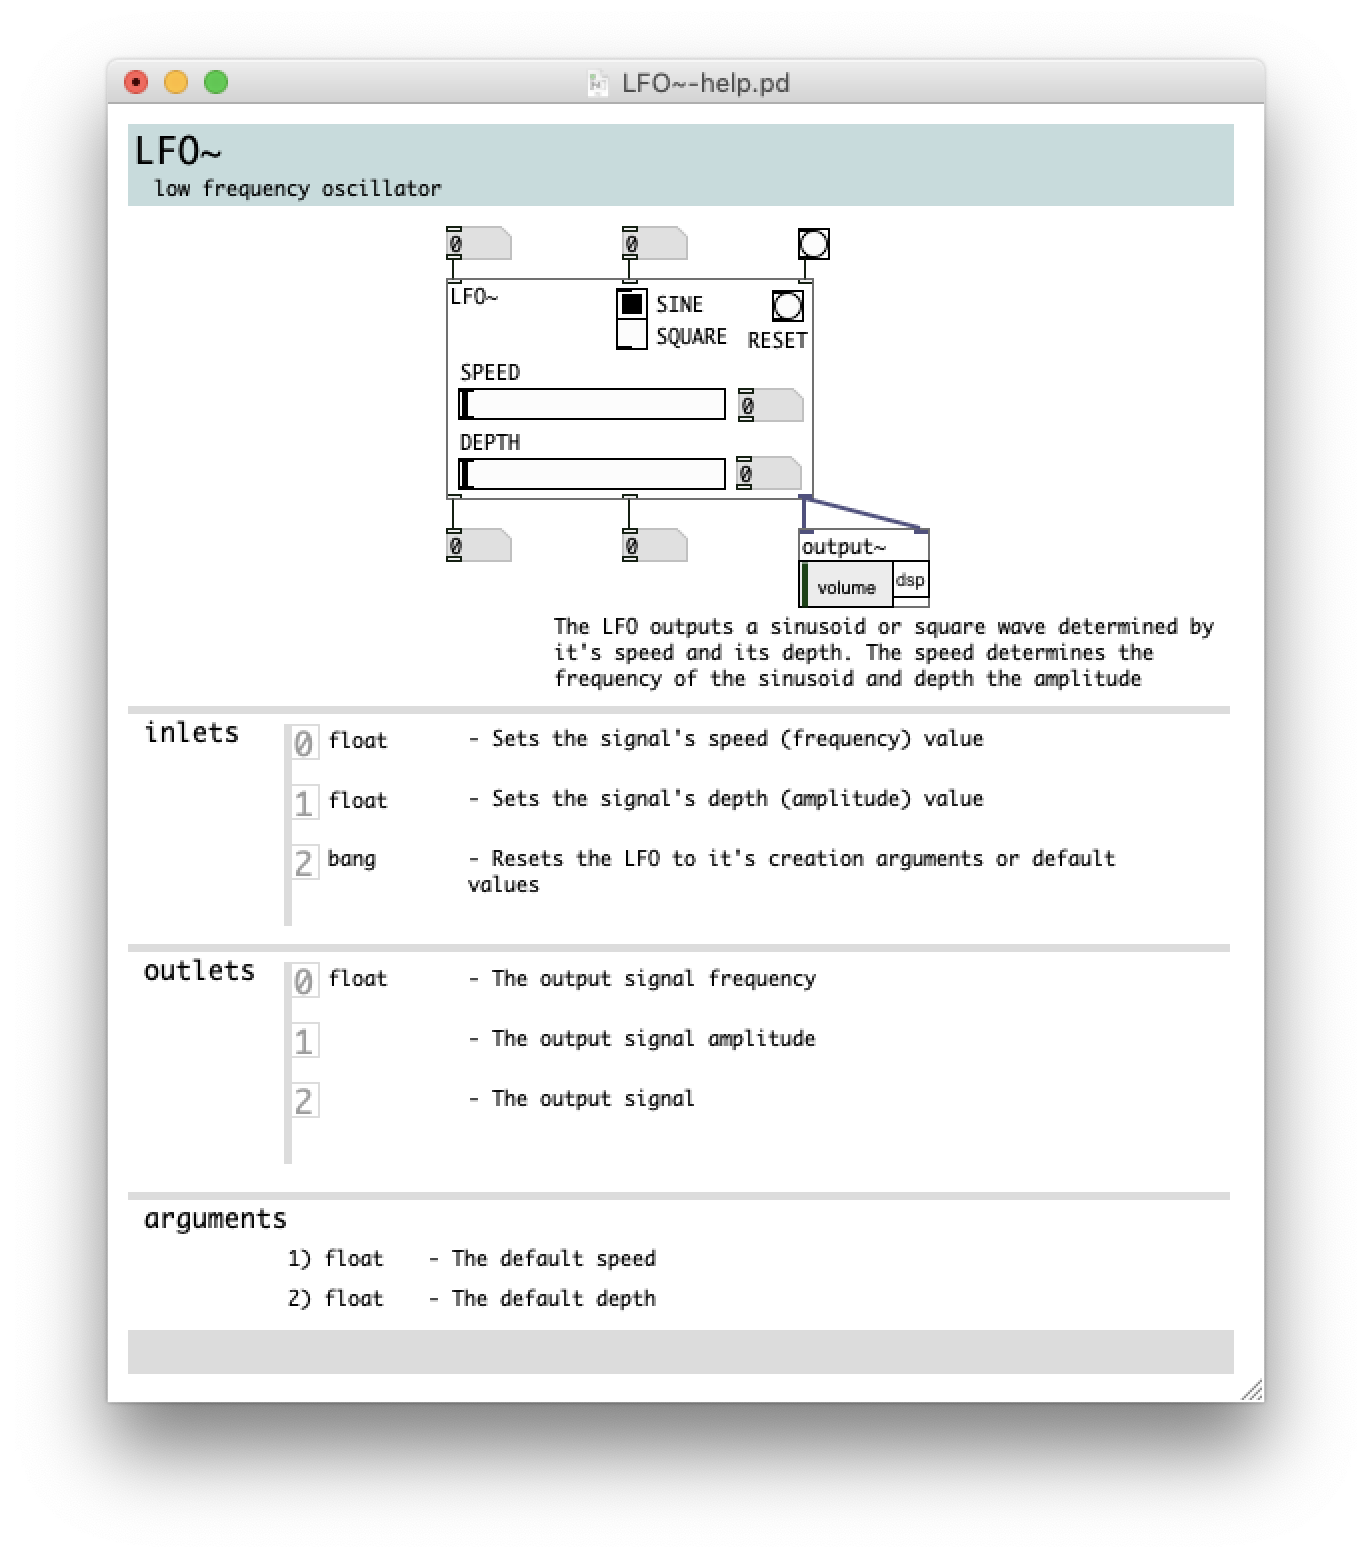 LFO~-help.pd
LFO~
low frequency oscillator
0 0
LFO~
SINE
SQUARE
RESET
SPEED
0
DEPTH
0
0 0
output~
volume dsp
The LFO outputs a sinusoid or square wave determined by
it's speed and its depth. The speed determines the
frequency of the sinusoid and depth the amplitude
inlets
0 float - Sets the signal's speed (frequency) value
1 float - Sets the signal's depth (amplitude) value
2 bang - Resets the LFO to it's creation arguments or default
values
outlets
0 float - The output signal frequency
1 - The output signal amplitude
2 - The output signal
arguments
1) float - The default speed
2) float - The default depth